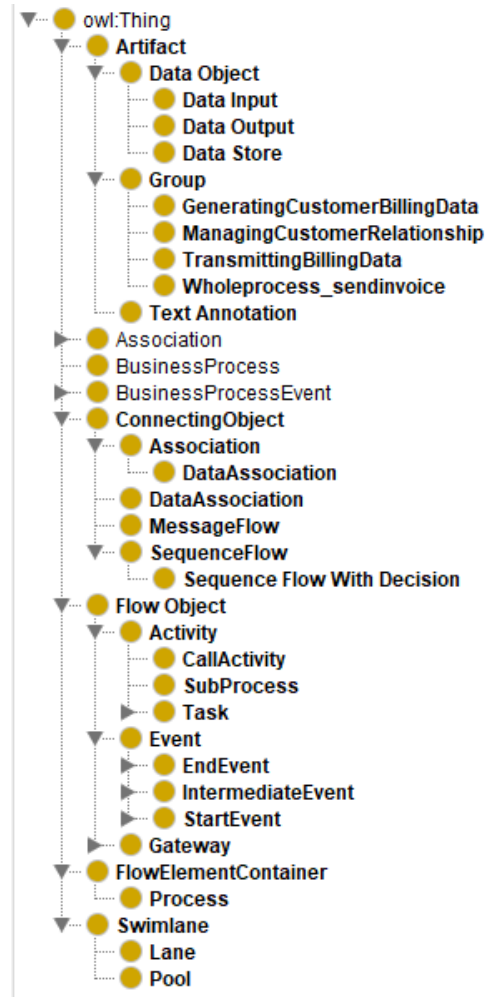 owl:Thing
Artifact
Data Object
Data Input
Data Output
Data Store
Group
GeneratingCustomerBillingData
ManagingCustomerRelationship
TransmittingBillingData
Wholeprocess_sendinvoice
Text Annotation
Association
BusinessProcess
BusinessProcessEvent
ConnectingObject
Association
DataAssociation
DataAssociation
MessageFlow
SequenceFlow
Sequence Flow With Decision
Flow Object
Activity
CallActivity
SubProcess
Task
Event
EndEvent
IntermediateEvent
StartEvent
Gateway
FlowElementContainer
Process
Swimlane
Lane
Pool